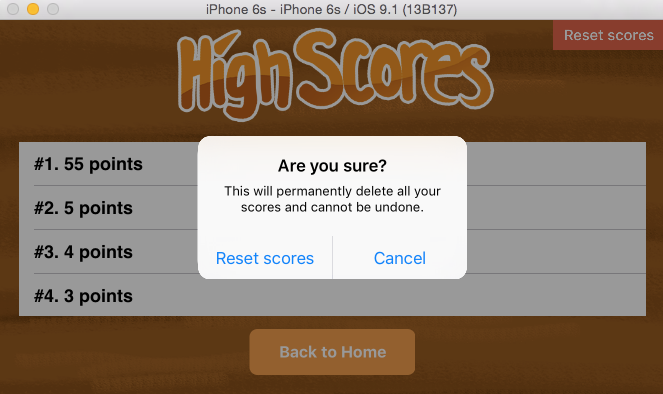 iPhone 6s - iPhone 6s / iOS 9.1 (13B137)
Reset scores
High Scores
#1. 55 points
#2. 5 points
#3. 4 points
#4. 3 points
Are you sure?
This will permanently delete all your
scores and cannot be undone.
Reset scores
Cancel
Back to Home